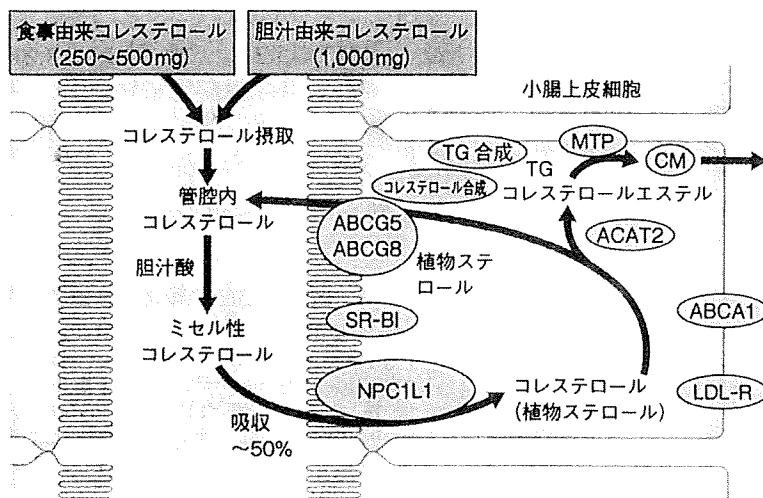 食事由来コレステロール
(250〜500mg)
胆汁由来コレステロール
(1,000mg)
小腸上皮細胞
コレステロール摂取
管腔内
コレステロール
胆汁酸
ミセル性
コレステロール
吸収
〜50%
TG 合成
MTP
CM
TG
コレステロールエステル
コレステロール合成
ABCG5
ABCG8
植物ステ
ロール
ACAT2
SR-BI
ABCA1
NPC1L1
コレステロール
(植物ステロール)
LDL-R